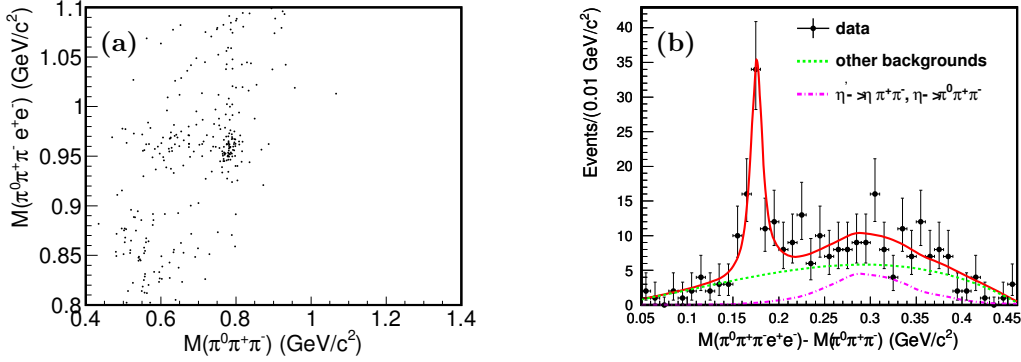 (a)
M(π⁰π⁺π⁻ e⁺e⁻) (GeV/c²)
1.1
1.05
1
0.95
0.9
0.85
0.8
0.4 0.6 0.8 1 1.2 1.4
M(π⁰π⁺π⁻) (GeV/c²)
(b)
Events/(0.01 GeV/c²)
40
35
30
25
20
15
10
5
0
data
other backgrounds
η'->η π⁺π⁻, η->π⁰π⁺π⁻
0.05 0.1 0.15 0.2 0.25 0.3 0.35 0.4 0.45
M(π⁰π⁺π⁻e⁺e⁻)- M(π⁰π⁺π⁻) (GeV/c²)